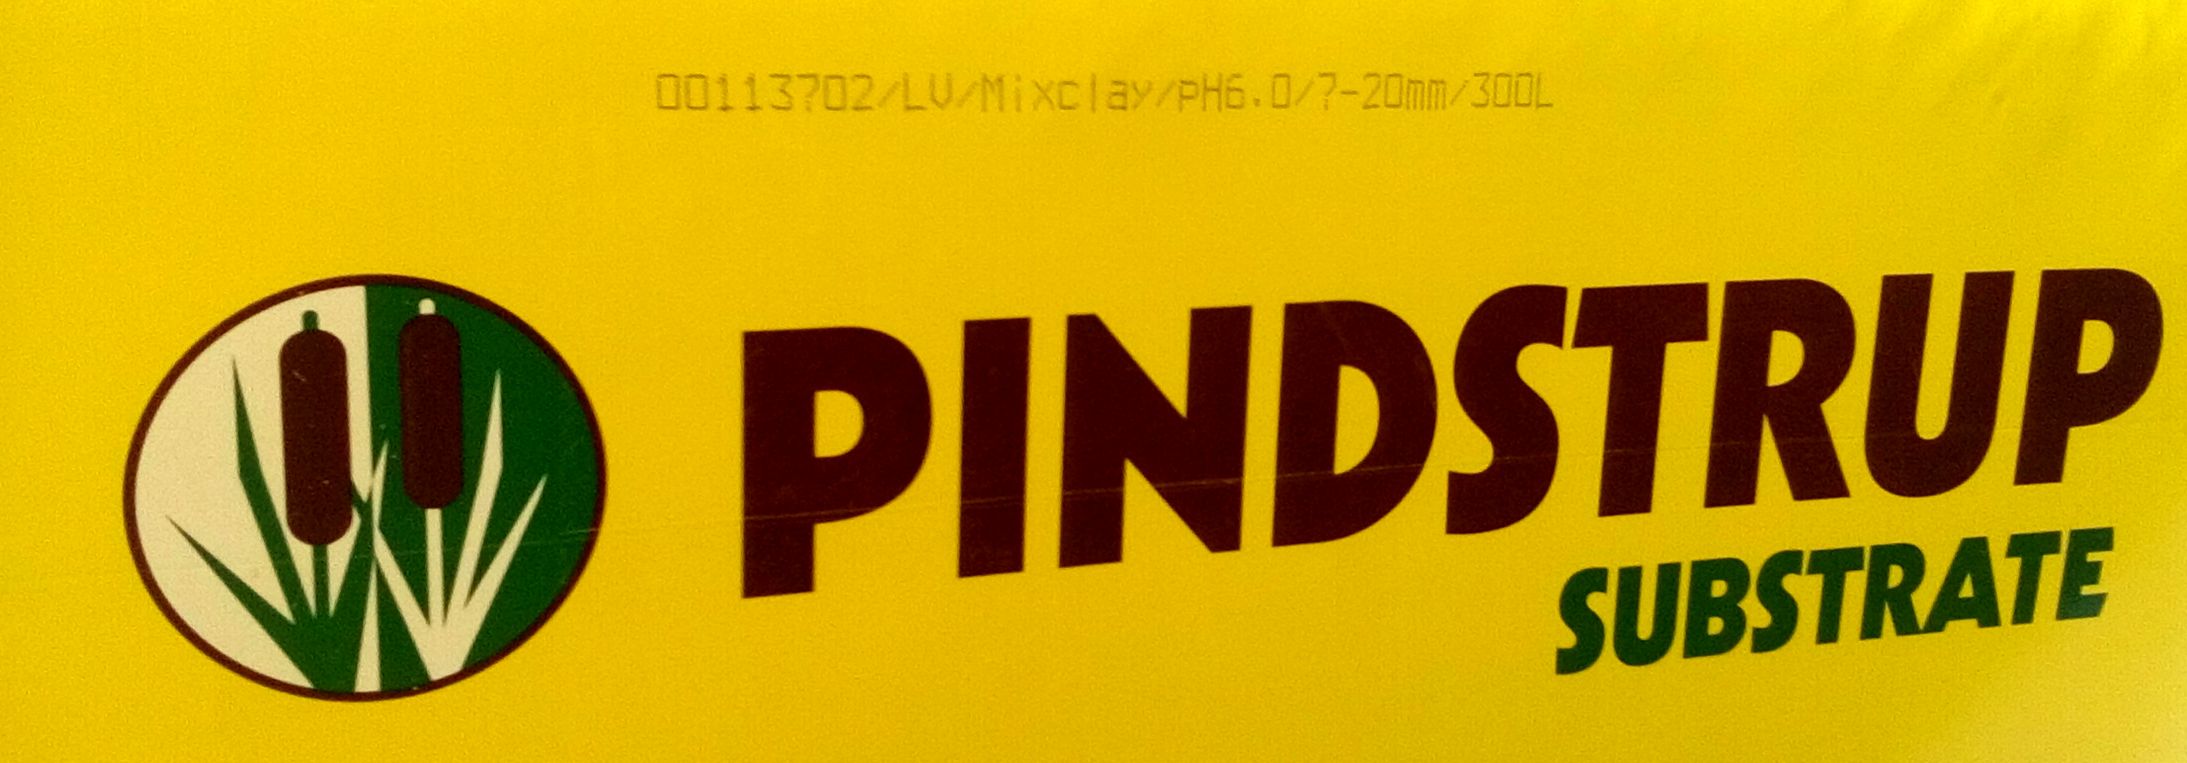 00113702/LV/Mixclay/pH6.0/7-20mm/300L
PINDSTRUP
SUBSTRATE